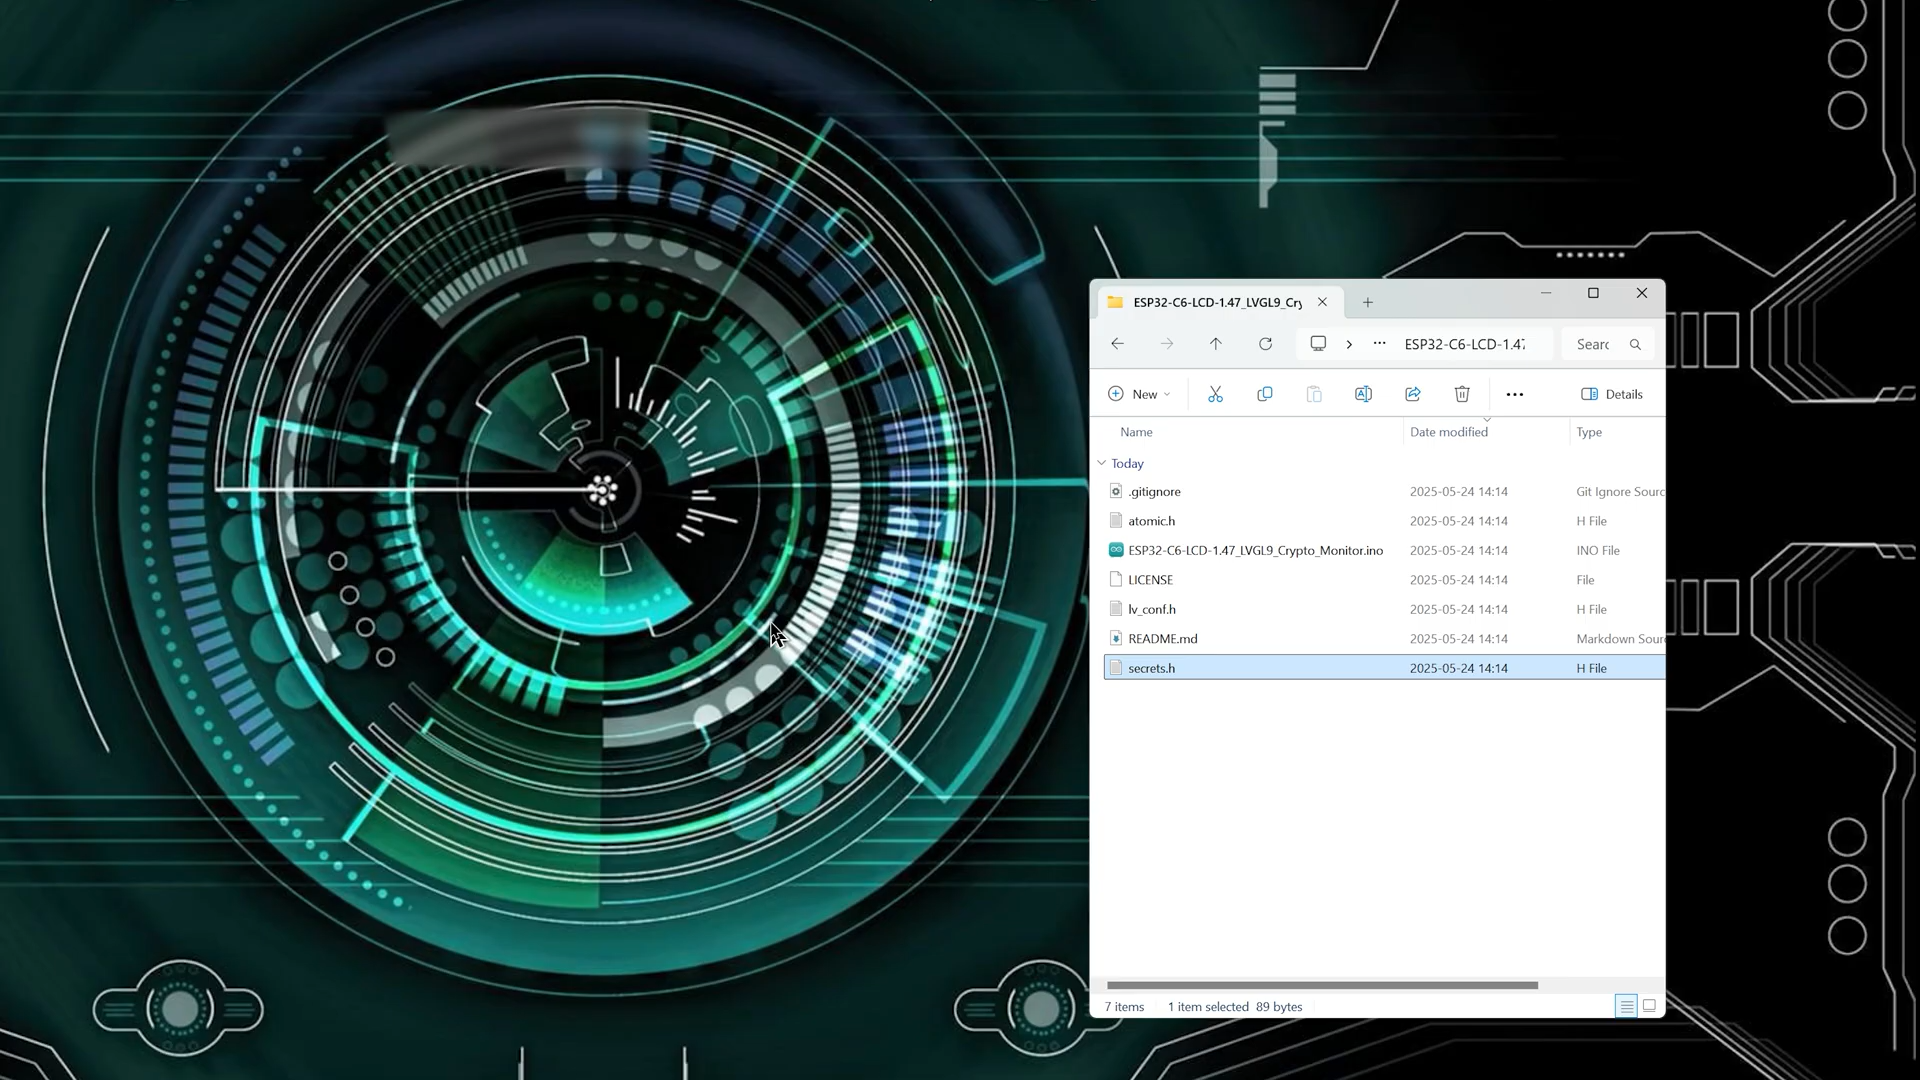 ESP32-C6-LCD-1.47_LVGL9_Cry
ESP32-C6-LCD-1.47
Searc
New
Details
Name Date modified Type
Today
.gitignore 2025-05-24 14:14 Git Ignore Sourc
atomic.h 2025-05-24 14:14 H File
ESP32-C6-LCD-1.47_LVGL9_Crypto_Monitor.ino 2025-05-24 14:14 INO File
LICENSE 2025-05-24 14:14 File
lv_conf.h 2025-05-24 14:14 H File
README.md 2025-05-24 14:14 Markdown Sourc
secrets.h 2025-05-24 14:14 H File
7 items 1 item selected 89 bytes